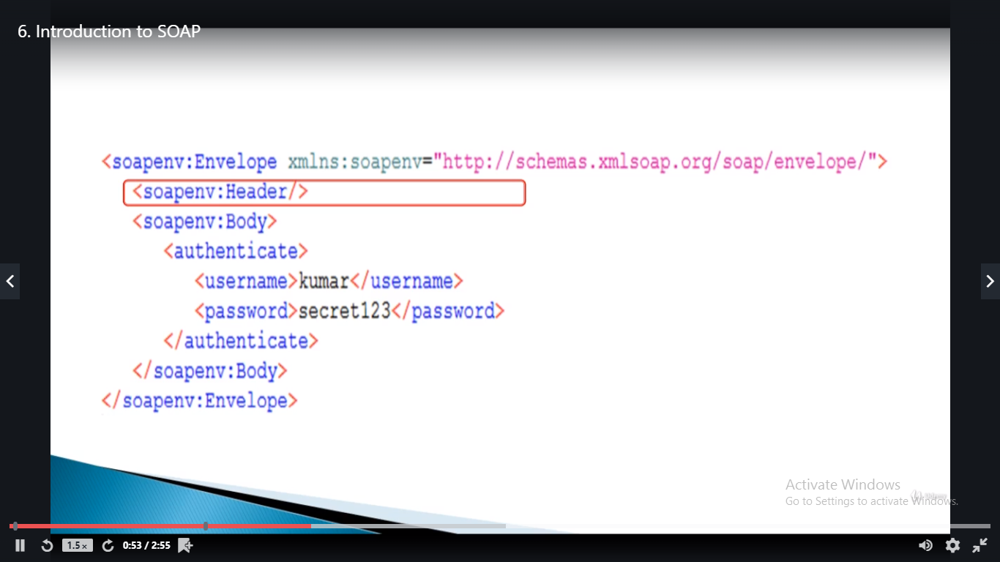 6. Introduction to SOAP
<soapenv:Envelope xmlns:soapenv="http://schemas.xmlsoap.org/soap/envelope/">
<soapenv:Header/>
<soapenv:Body>
<authenticate>
<username>kumar</username>
<password>secret123</password>
</authenticate>
</soapenv:Body>
</soapenv:Envelope>
Activate Windows
Go to Settings to activate Windows.
1.5×
0:53 / 2:55